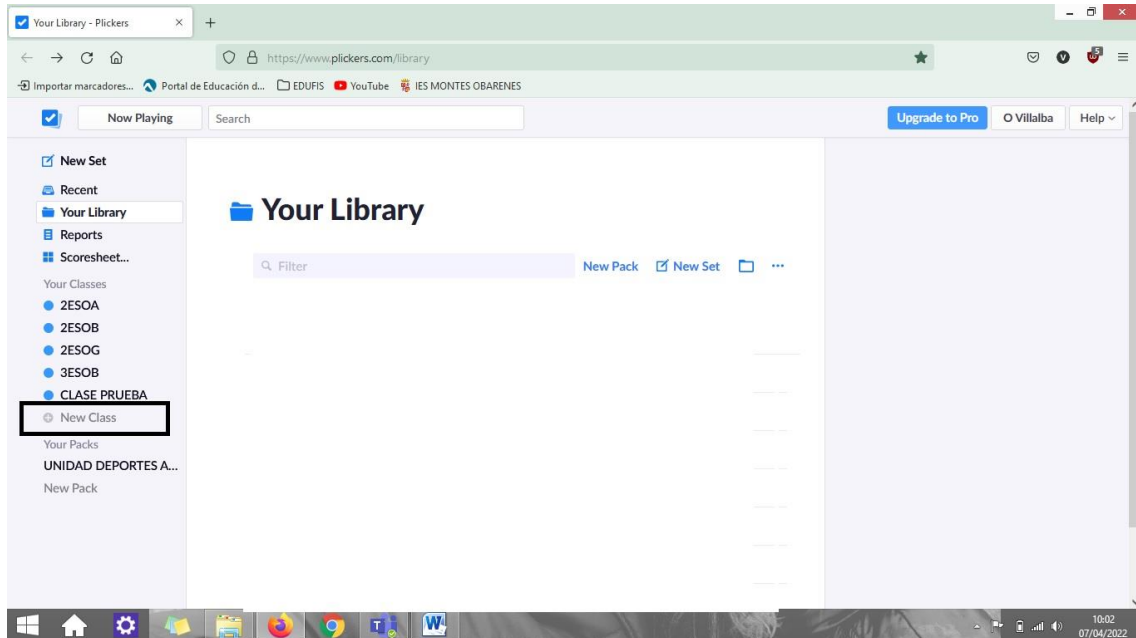 Your Library - Plickers
https://www.plickers.com/library
Importar marcadores... Portal de Educación d... EDUFIS YouTube IES MONTES OBARENES
Now Playing Search Upgrade to Pro O Villalba Help
New Set
Recent
Your Library
Reports
Scoresheet...
Your Classes
2ESOA
2ESOB
2ESOG
3ESOB
CLASE PRUEBA
New Class
Your Packs
UNIDAD DEPORTES A...
New Pack
Your Library
Filter New Pack New Set
10:02
07/04/2022